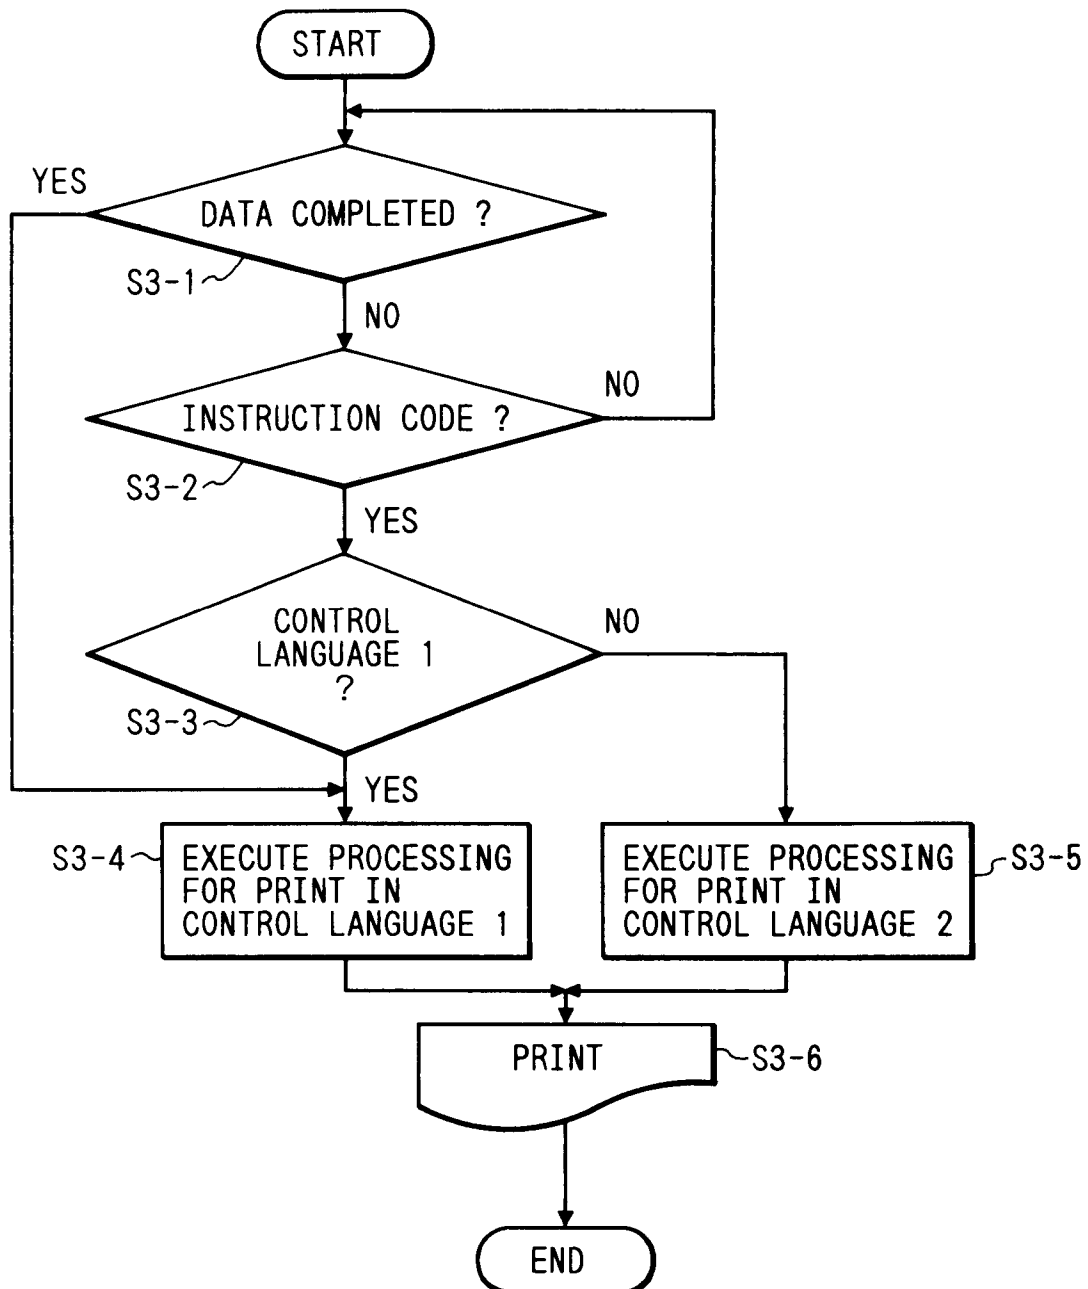 START
YES
DATA COMPLETED ?
S3-1
NO
INSTRUCTION CODE ?
NO
S3-2
YES
CONTROL
LANGUAGE 1
?
NO
S3-3
YES
S3-4
EXECUTE PROCESSING
FOR PRINT IN
CONTROL LANGUAGE 1
EXECUTE PROCESSING
FOR PRINT IN
CONTROL LANGUAGE 2
S3-5
PRINT
S3-6
END